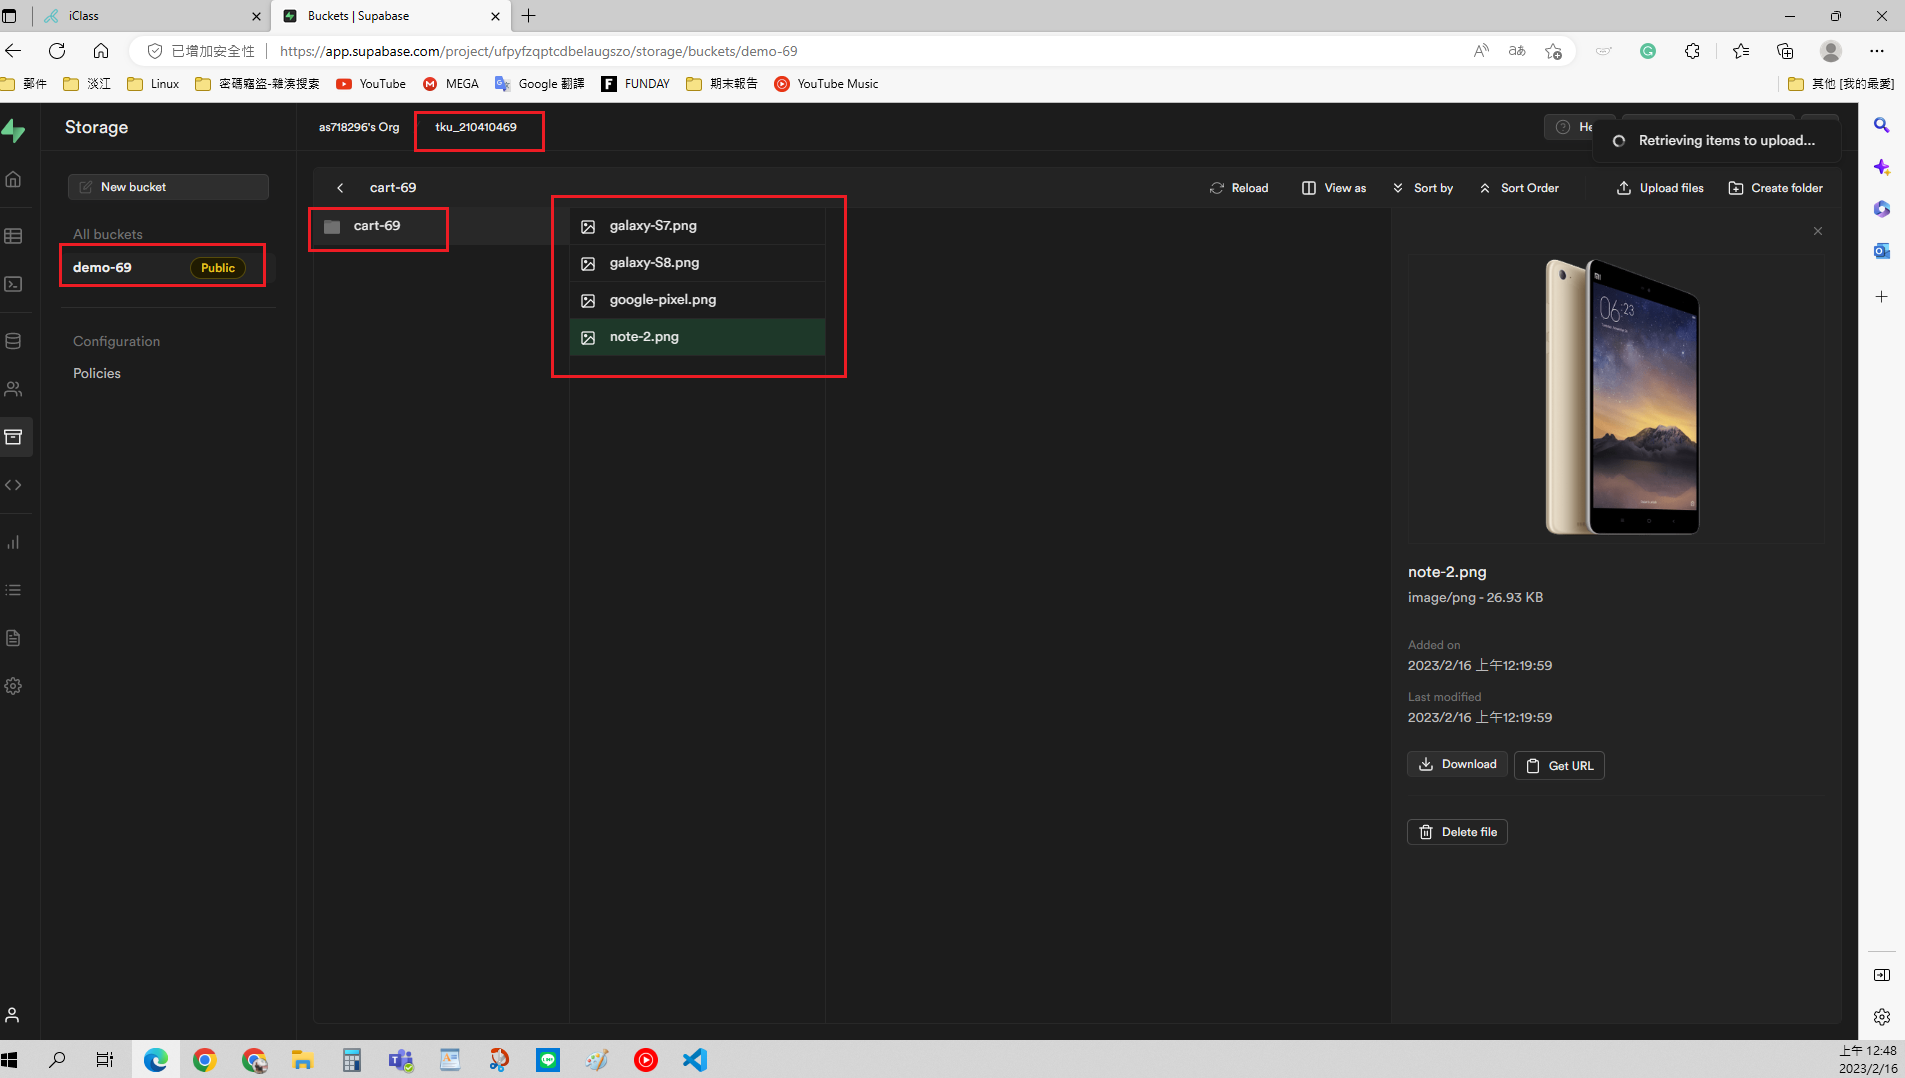 iClass
Buckets | Supabase
已增加安全性
https://app.supabase.com/project/ufpyfzqptcdbelaugszo/storage/buckets/demo-69
郵件
淡江
Linux
密碼竊盜-雜湊搜索
YouTube
MEGA
Google 翻譯
FUNDAY
期末報告
YouTube Music
其他 [我的最愛]
Storage
as718296's Org
tku_210410469
He
Retrieving items to upload...
New bucket
cart-69
Reload
View as
Sort by
Sort Order
Upload files
Create folder
All buckets
demo-69
Public
cart-69
galaxy-S7.png
galaxy-S8.png
google-pixel.png
note-2.png
Configuration
Policies
06:23
note-2.png
image/png - 26.93 KB
Added on
2023/2/16 上午12:19:59
Last modified
2023/2/16 上午12:19:59
Download
Get URL
Delete file
上午 12:48
2023/2/16